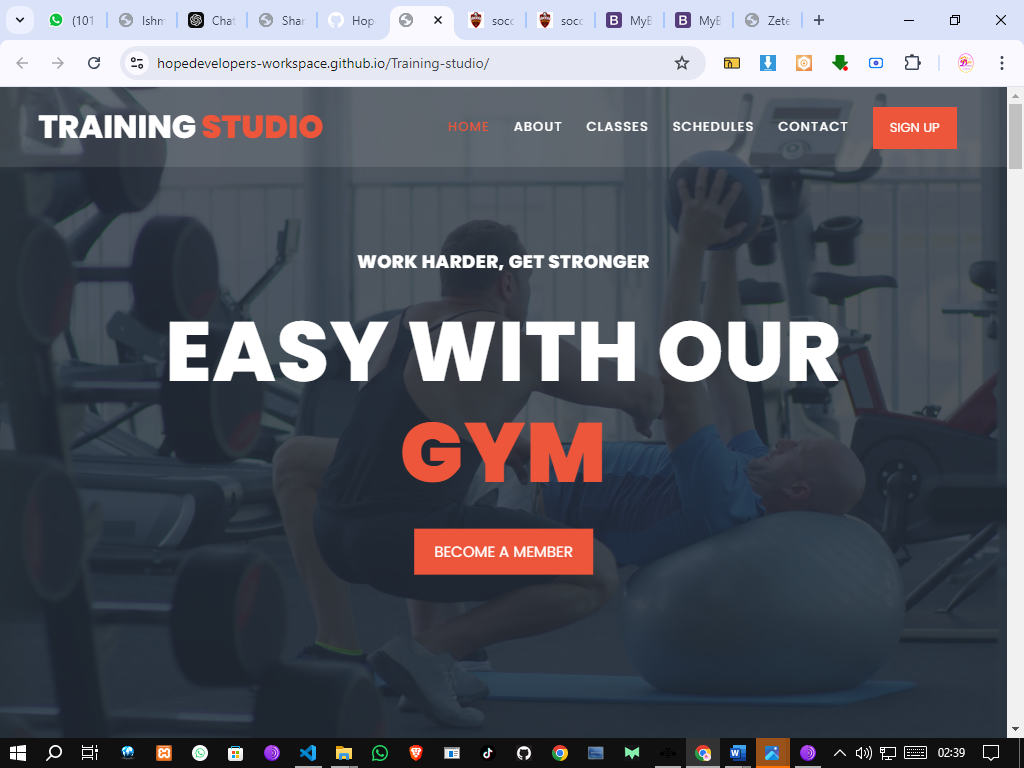 (101
Ishm
Chat
Shar
Hop
socc
socc
MyB
MyB
Zete
hopedevelopers-workspace.github.io/Training-studio/
TRAINING STUDIO
HOME
ABOUT
CLASSES
SCHEDULES
CONTACT
SIGN UP
WORK HARDER, GET STRONGER
EASY WITH OUR
GYM
BECOME A MEMBER
02:39